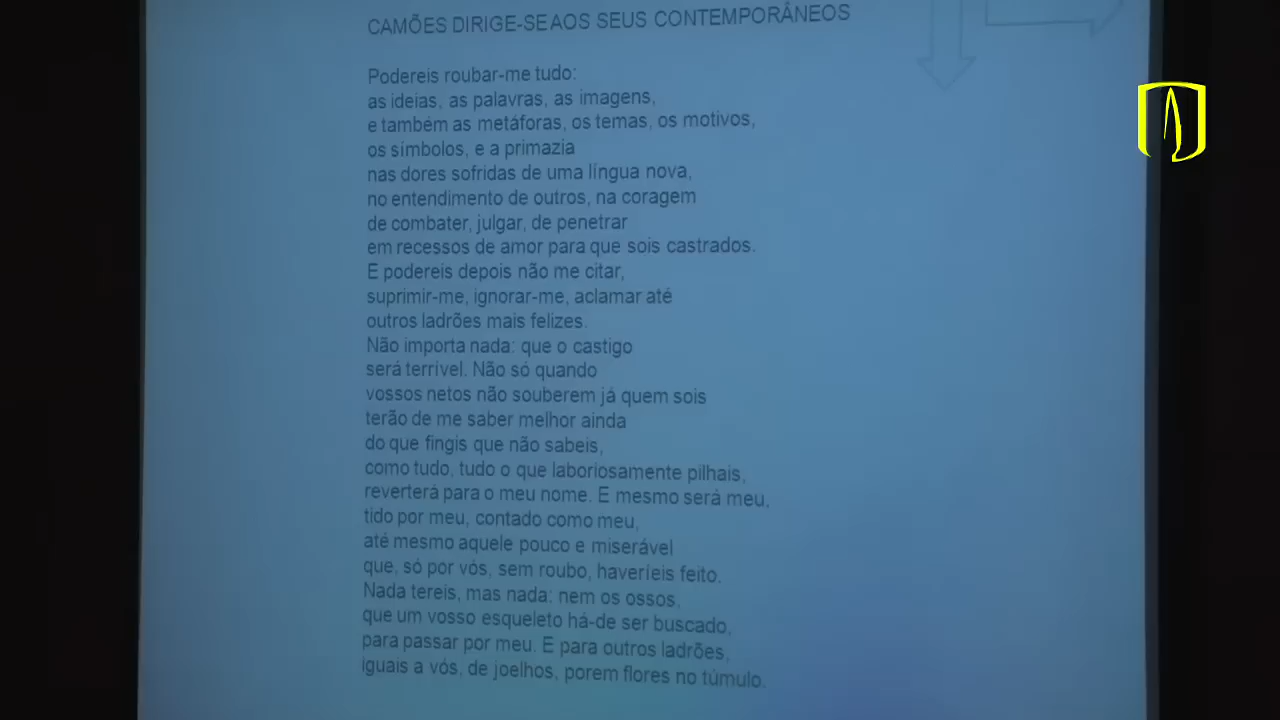 CAMÕES DIRIGE-SE AOS SEUS CONTEMPORÂNEOS
Podereis roubar-me tudo:
as ideias, as palavras, as imagens,
e também as metáforas, os temas, os motivos,
os símbolos, e a primazia
nas dores sofridas de uma língua nova,
no entendimento de outros, na coragem
de combater, julgar, de penetrar
em recessos de amor para que sois castrados.
E podereis depois não me citar,
suprimir-me, ignorar-me, aclamar até
outros ladrões mais felizes.
Não importa nada: que o castigo
será terrível. Não só quando
vossos netos não souberem já quem sois
terão de me saber melhor ainda
do que fingis que não sabeis,
como tudo, tudo o que laboriosamente pilhais,
reverterá para o meu nome. E mesmo será meu,
tido por meu, contado como meu,
até mesmo aquele pouco e miserável
que, só por vós, sem roubo, haveríeis feito.
Nada tereis, mas nada: nem os ossos,
que um vosso esqueleto há-de ser buscado,
para passar por meu. E para outros ladrões,
iguais a vós, de joelhos, porem flores no túmulo.